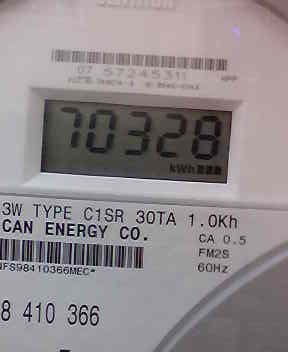 07 57245311
70328
kWh
3W TYPE C1SR 30TA 1.0Kh
CAN ENERGY CO.
CA 0.5
FM2S
60Hz
NFS98410366MEC*
8 410 366